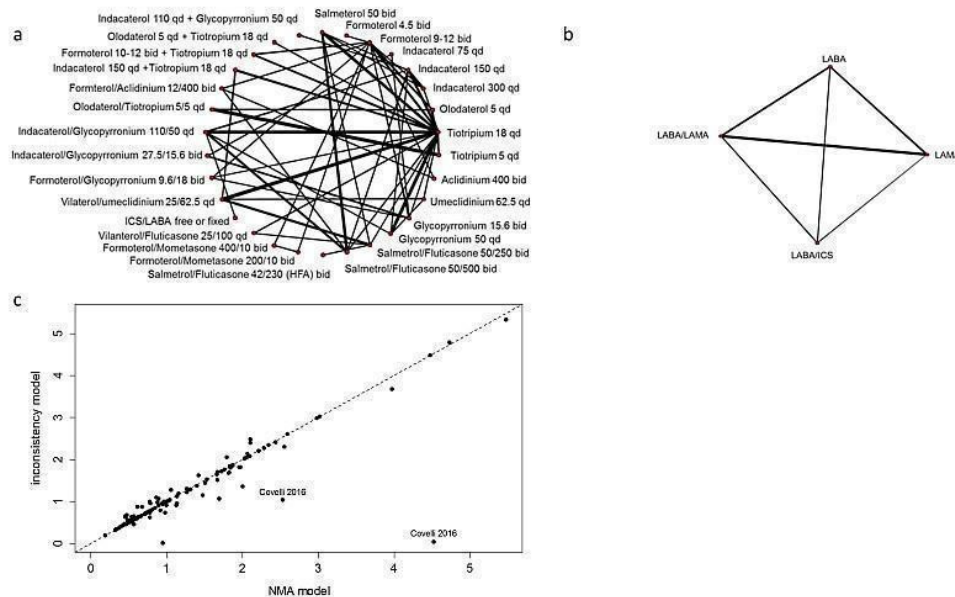 a
Indacaterol 110 qd + Glycopyrronium 50 qd
Olodaterol 5 qd + Tiotropium 18 qd
Formoterol 10-12 bid + Tiotropium 18 qd
Indacaterol 150 qd +Tiotropium 18 qd
Formterol/Aclidinium 12/400 bid
Olodaterol/Tiotropium 5/5 qd
Indacaterol/Glycopyrronium 110/50 qd
Indacaterol/Glycopyrronium 27.5/15.6 bid
Formoterol/Glycopyrronium 9.6/18 bid
Vilaterol/umeclidinium 25/62.5 qd
ICS/LABA free or fixed
Vilanterol/Fluticasone 25/100 qd
Formoterol/Mometasone 400/10 bid
Formoterol/Mometasone 200/10 bid
Salmetrol/Fluticasone 42/230 (HFA) bid
Salmeterol 50 bid
Formoterol 4.5 bid
Formoterol 9-12 bid
Indacaterol 75 qd
Indacaterol 150 qd
Indacaterol 300 qd
Olodaterol 5 qd
Tiotripium 18 qd
Tiotripium 5 qd
Aclidinium 400 bid
Umeclidinium 62.5 qd
Glycopyrronium 15.6 bid
Glycopyrronium 50 qd
Salmetrol/Fluticasone 50/250 bid
Salmetrol/Fluticasone 50/500 bid
b
LABA
LABA/LAMA
LAMA
LABA/ICS
c
inconsistency model
5
4
3
2
1
0
Covelli 2016
Covelli 2016
0 1 2 3 4 5
NMA model